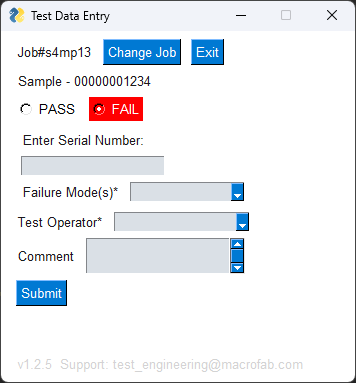 Test Data Entry
Job#s4mp13 Change Job Exit
Sample - 00000001234
PASS FAIL
Enter Serial Number:
Failure Mode(s)*
Test Operator*
Comment
Submit
v1.2.5 Support: test_engineering@macrofab.com